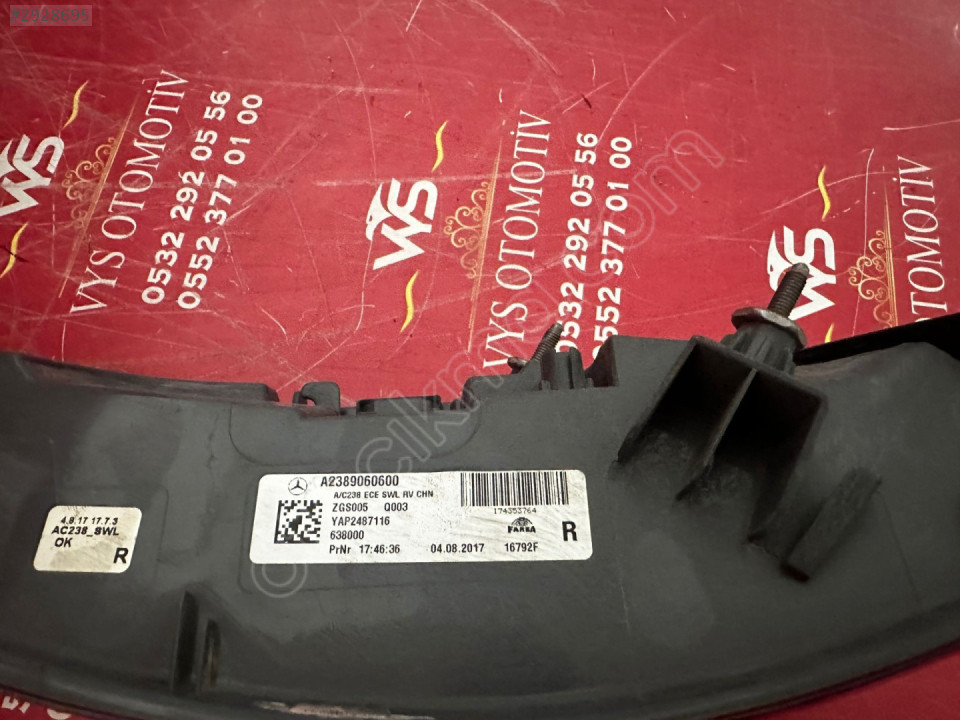 VYS OTOMOTİV
0532 292 05 56
0552 377 01 00
VYS
VYS OTOMOTİV
0532 292 05 56
0552 377 01 00
A2389060600
A/C238 ECE SWL RV CHN
ZGS005 Q003
YAP2487116
638000
PrNr 17:46:36 04.08.2017 16792F
174353764
FARBA
R
4.8.17 17.7.3
AC238_SWL
OK
R